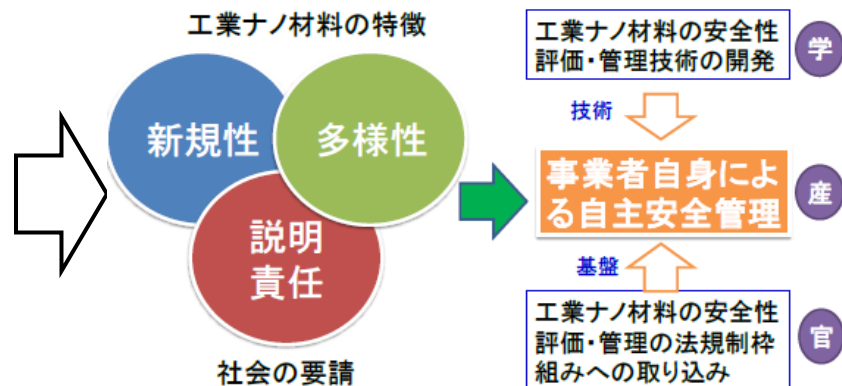 工業ナノ材料の特徴
新規性
多様性
説明
責任
社会の要請
工業ナノ材料の安全性
評価・管理技術の開発
学
技術
事業者自身によ
る自主安全管理
産
基盤
工業ナノ材料の安全性
評価・管理の法規制枠
組みへの取り込み
官